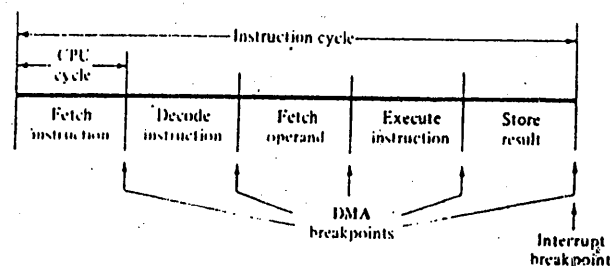 Instruction cycle
CPU
cycle
Fetch
instruction
Decode
instruction
Fetch
operand
Execute
instruction
Store
result
DMA
breakpoints
Interrupt
breakpoint